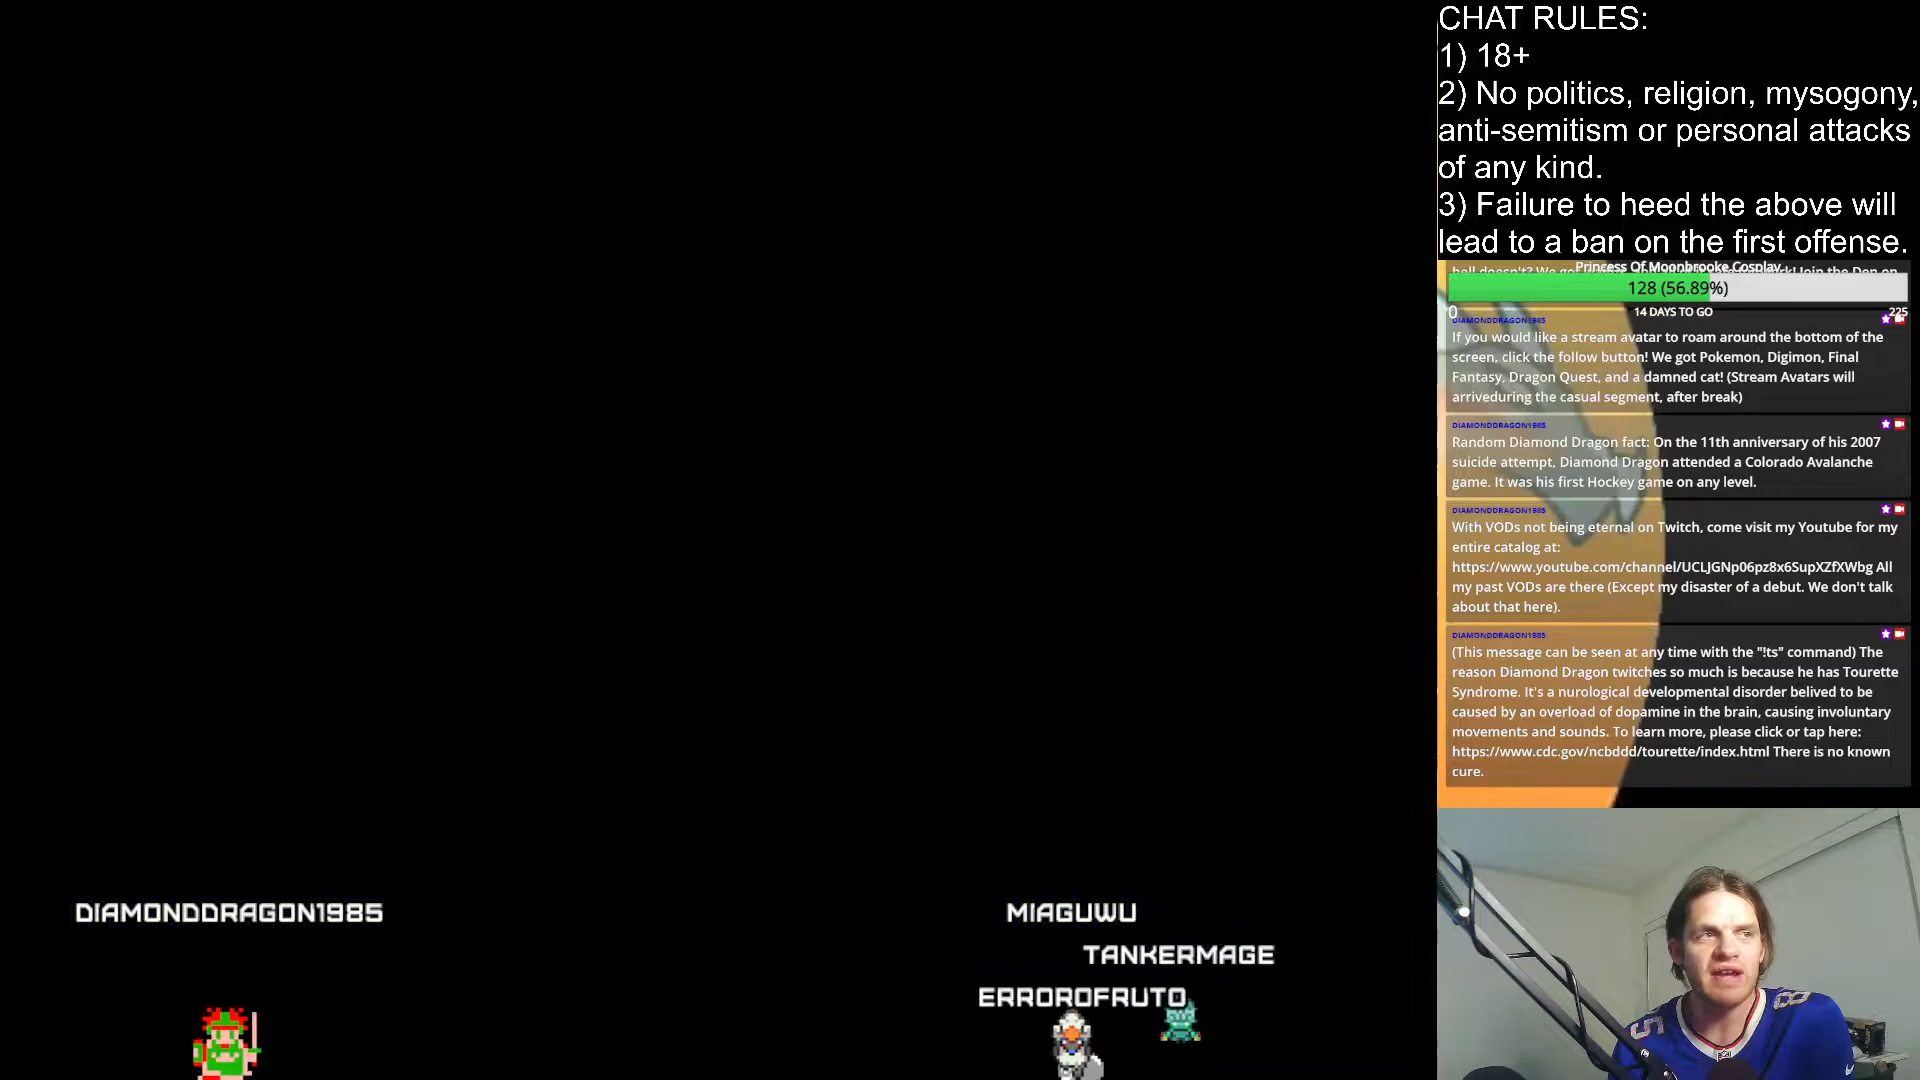 CHAT RULES:
1) 18+
2) No politics, religion, mysogony,
anti-semitism or personal attacks
of any kind.
3) Failure to heed the above will
lead to a ban on the first offense.
Princess Of Moonbrooke Cosplay
128 (56.89%)
0 14 DAYS TO GO 225
DIAMONDDRAGON1985
If you would like a stream avatar to roam around the bottom of the
screen, click the follow button! We got Pokemon, Digimon, Final
Fantasy, Dragon Quest, and a damned cat! (Stream Avatars will
arriveduring the casual segment, after break)
DIAMONDDRAGON1985
Random Diamond Dragon fact: On the 11th anniversary of his 2007
suicide attempt, Diamond Dragon attended a Colorado Avalanche
game. It was his first Hockey game on any level.
DIAMONDDRAGON1985
With VODs not being eternal on Twitch, come visit my Youtube for my
entire catalog at:
https://www.youtube.com/channel/UCLJGNp06pz8x6SupXZfXWbg All
my past VODs are there (Except my disaster of a debut. We don't talk
about that here).
DIAMONDDRAGON1985
(This message can be seen at any time with the "!ts" command) The
reason Diamond Dragon twitches so much is because he has Tourette
Syndrome. It's a nurological developmental disorder belived to be
caused by an overload of dopamine in the brain, causing involuntary
movements and sounds. To learn more, please click or tap here:
https://www.cdc.gov/ncbddd/tourette/index.html There is no known
cure.
DIAMONDDRAGON1985
MIAGUWU
TANKERMAGE
ERROROFRUTO
85